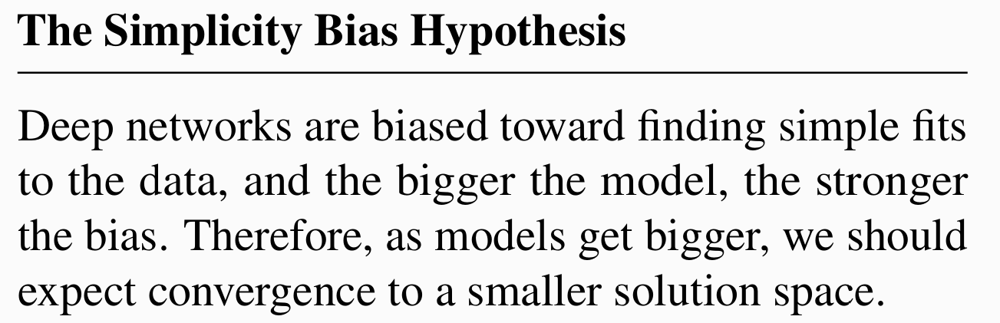 The Simplicity Bias Hypothesis
Deep networks are biased toward finding simple fits
to the data, and the bigger the model, the stronger
the bias. Therefore, as models get bigger, we should
expect convergence to a smaller solution space.